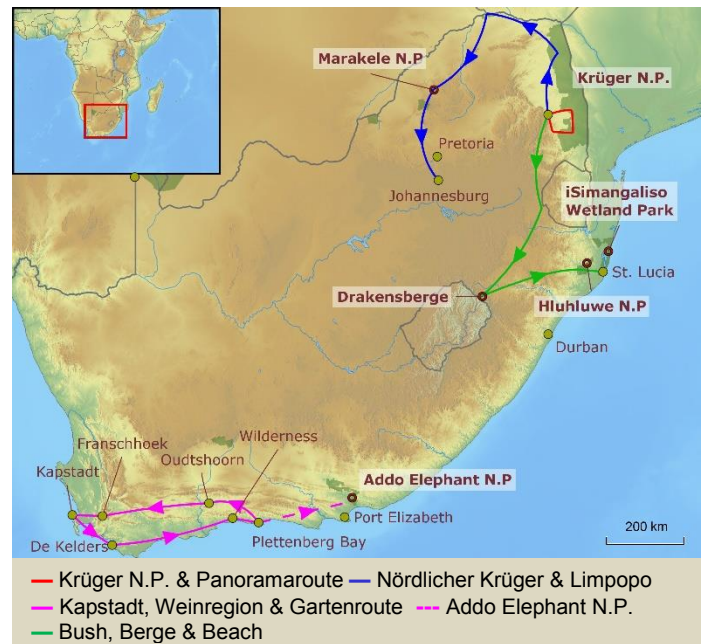 Marakele N.P
Krüger N.P.
Pretoria
Johannesburg
iSimangaliso
Wetland Park
St. Lucia
Drakensberge
Hluhluwe N.P
Durban
Wilderness
Franschhoek
Oudtshoorn
Kapstadt
Addo Elephant N.P
Port Elizabeth
De Kelders
Plettenberg Bay
200 km
Krüger N.P. & Panoramaroute
Nördlicher Krüger & Limpopo
Kapstadt, Weinregion & Gartenroute
Addo Elephant N.P.
Bush, Berge & Beach